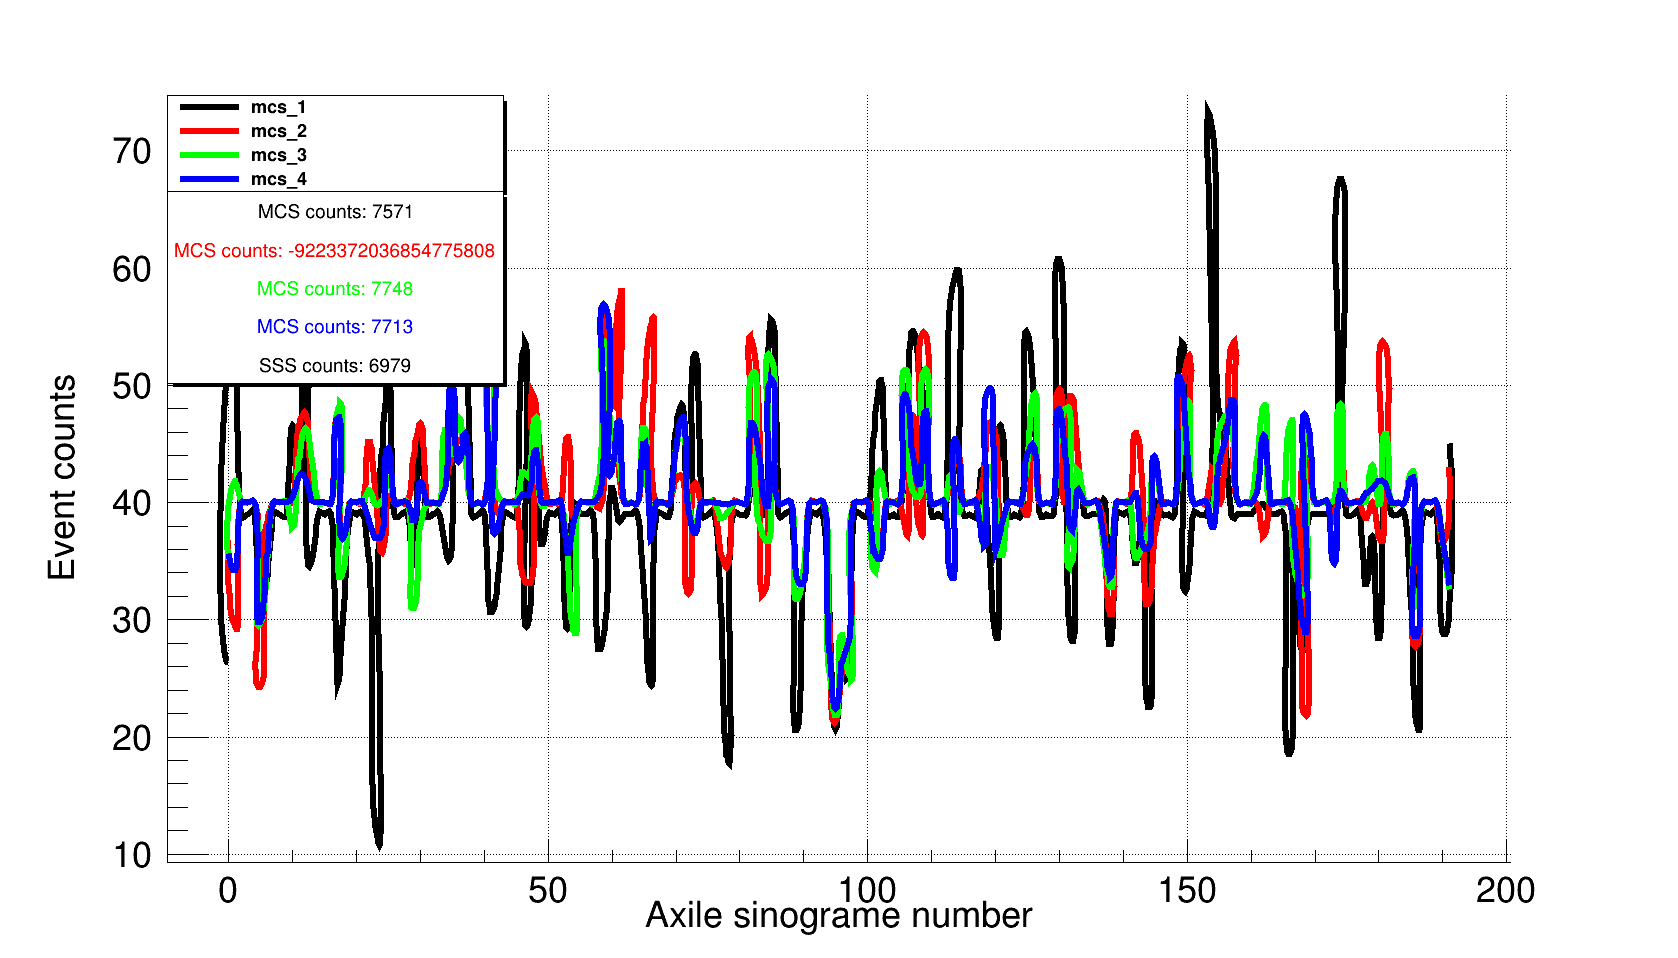 mcs_1
mcs_2
mcs_3
mcs_4
MCS counts: 7571
MCS counts: -9223372036854775808
MCS counts: 7748
MCS counts: 7713
SSS counts: 6979
Event counts
70
60
50
40
30
20
10
0 50 100 150 200
Axile sinograme number